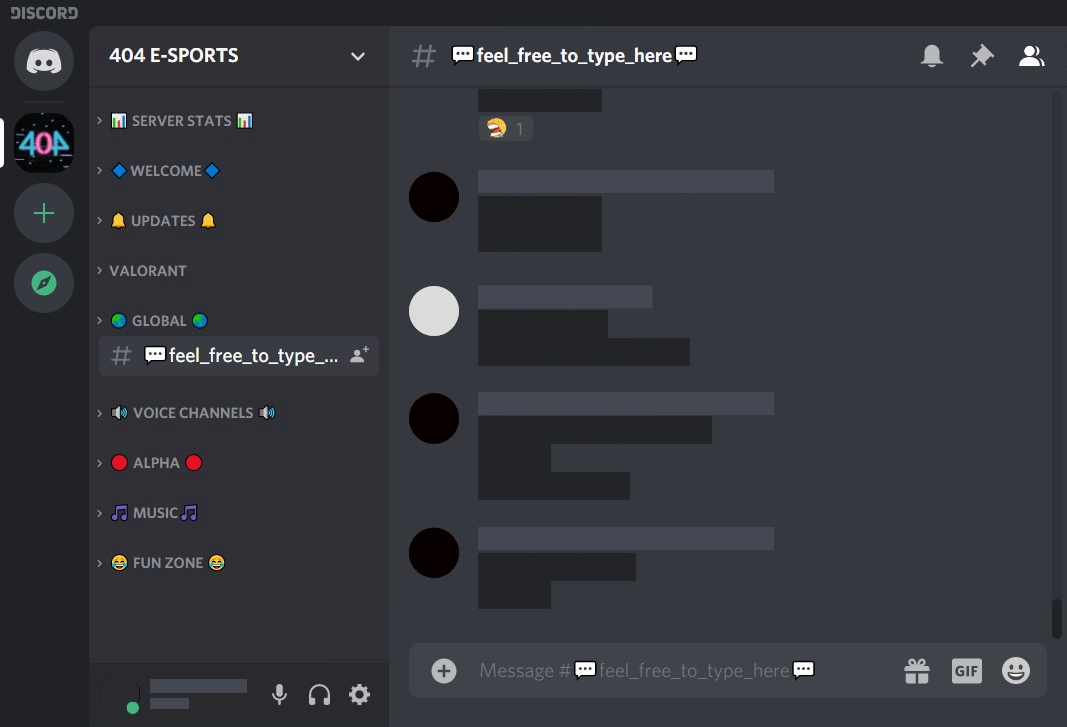 DISCORD
404 E-SPORTS
404
📊 SERVER STATS 📊
🔷 WELCOME 🔷
🔔 UPDATES 🔔
VALORANT
🌏 GLOBAL 🌏
# 💬feel_free_to_type_...
🔊 VOICE CHANNELS 🔊
🔴 ALPHA 🔴
🎵 MUSIC 🎵
😂 FUN ZONE 😂
# 💬feel_free_to_type_here💬
1
Message #💬feel_free_to_type_here💬
GIF